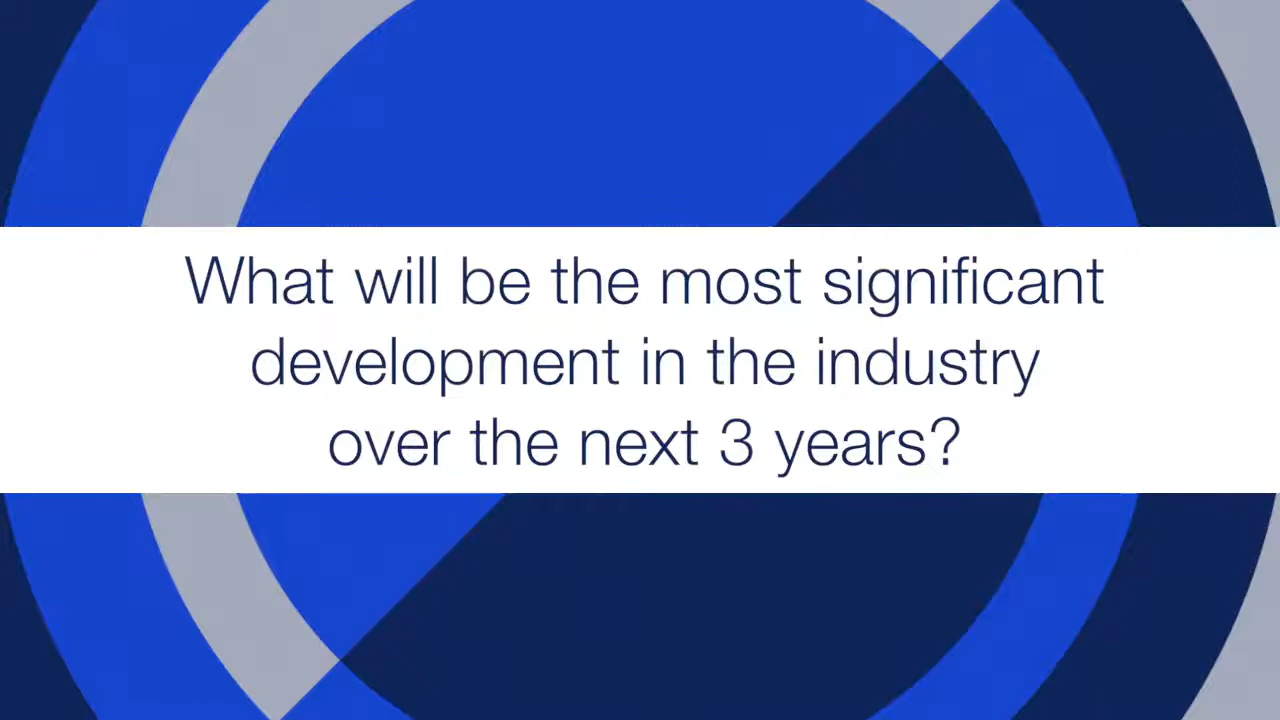 What will be the most significant
development in the industry
over the next 3 years?